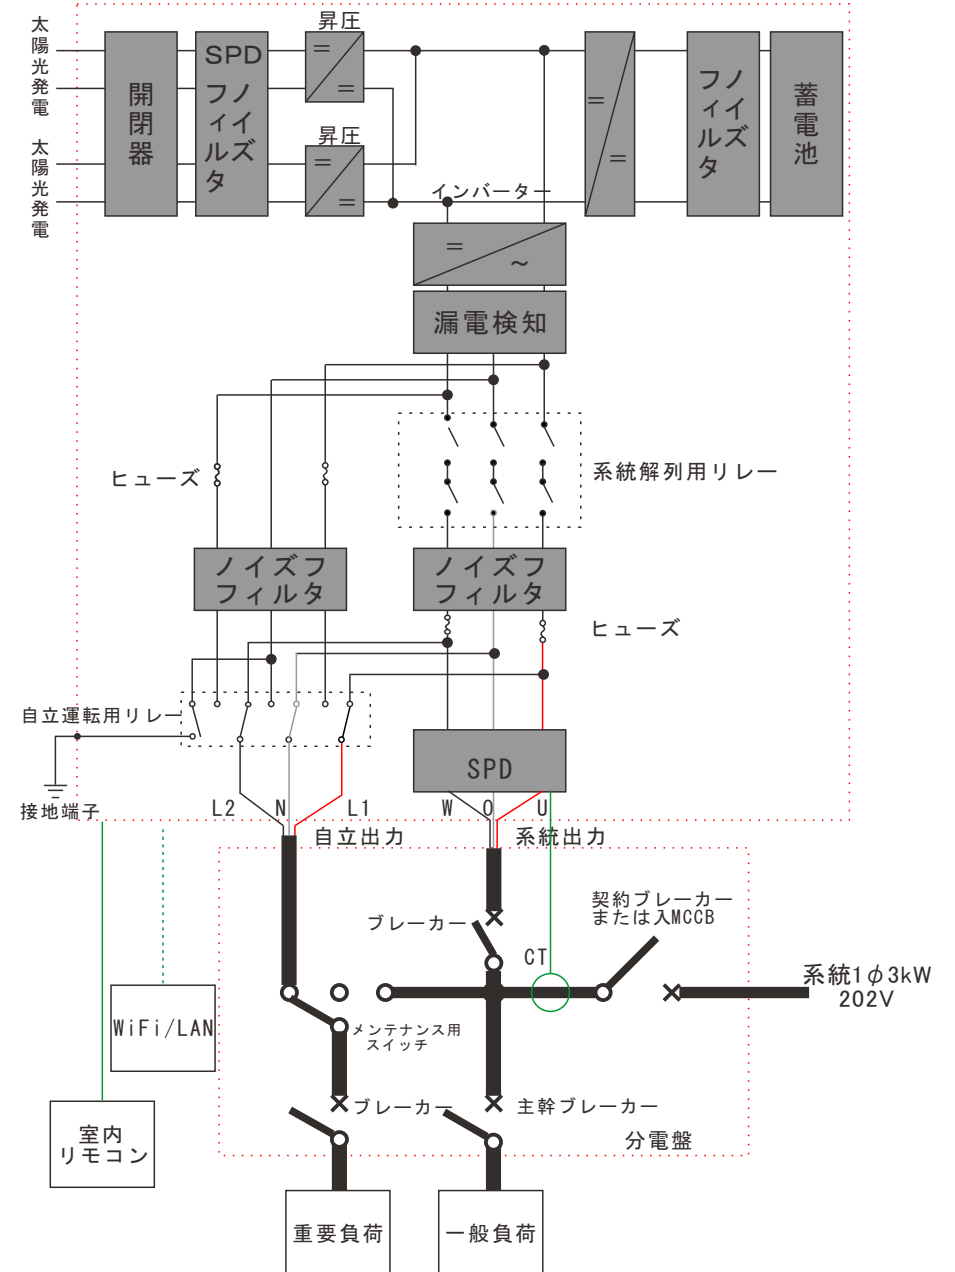 太陽光発電
太陽光発電
開閉器
SPD
ノイズ
フィルタ
昇圧
=
=
昇圧
=
=
インバーター
=
=
ノイズ
フィルタ
蓄電池
=
~
漏電検知
ヒューズ
系統解列用リレー
ノイズフ
フィルタ
ノイズフ
フィルタ
ヒューズ
自立運転用リレー
接地端子
SPD
L2
N
L1
W
O
U
自立出力
系統出力
ブレーカー
契約ブレーカー
または入MCCB
CT
系統1φ3kW
202V
WiFi/LAN
メンテナンス用
スイッチ
ブレーカー
主幹ブレーカー
分電盤
室内
リモコン
重要負荷
一般負荷